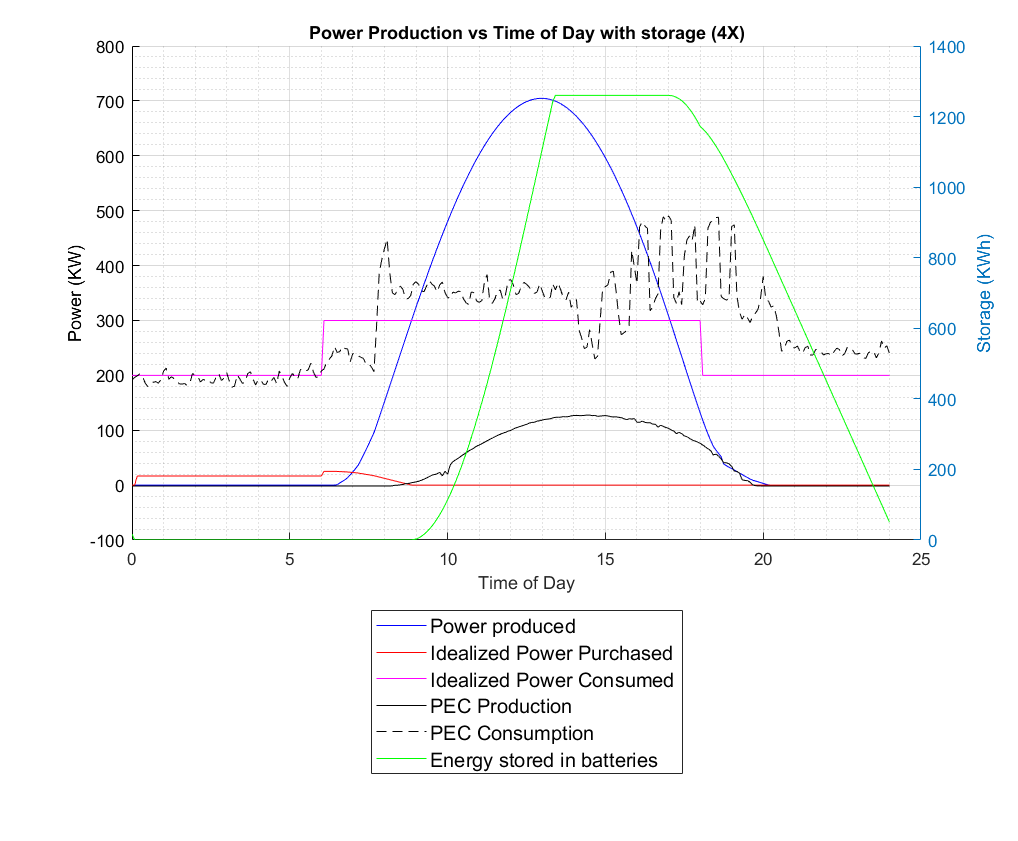 Power Production vs Time of Day with storage (4X)
800
700
600
500
400
300
200
100
0
-100
Power (KW)
1400
1200
1000
800
600
400
200
0
Storage (KWh)
0 5 10 15 20 25
Time of Day
Power produced
Idealized Power Purchased
Idealized Power Consumed
PEC Production
PEC Consumption
Energy stored in batteries